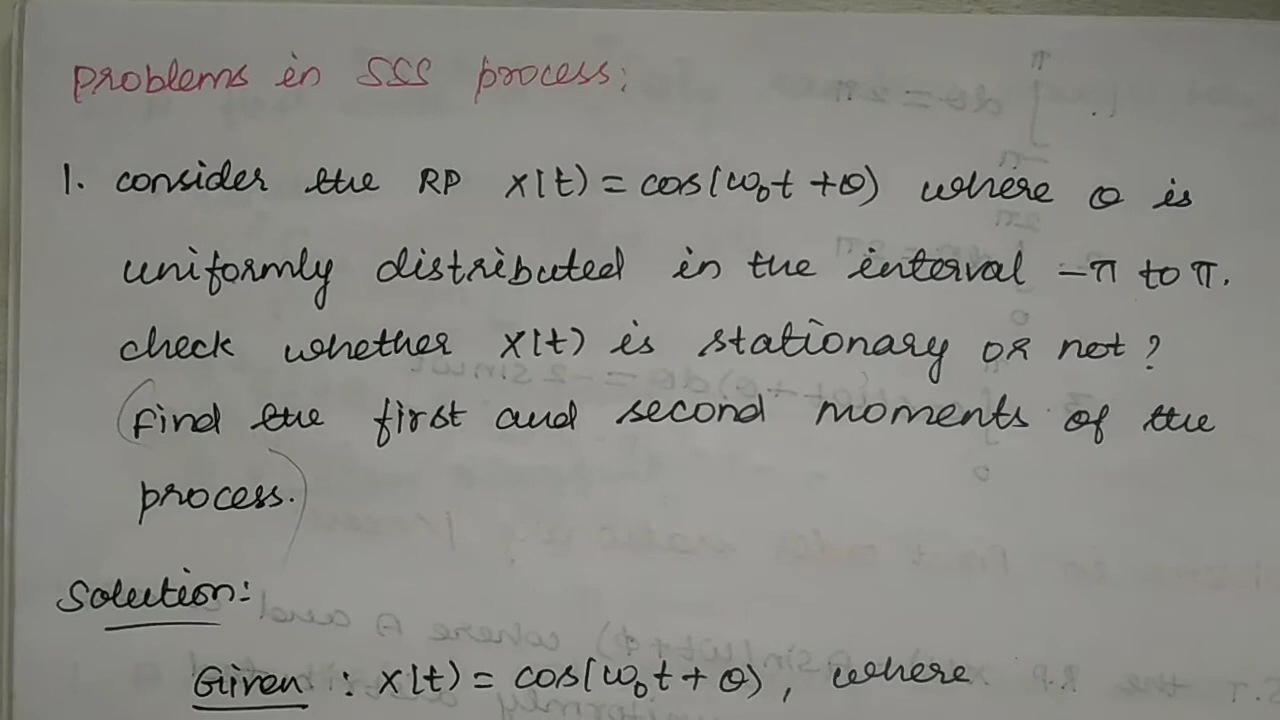 problems in SSS process:
1. consider the RP X(t) = cos(ω₀t + θ) where θ is
uniformly distributed in the interval -π to π.
check whether X(t) is stationary or not?
(Find the first and second moments of the
process.)
Solution:
Given : X(t) = cos(ω₀t + θ), where